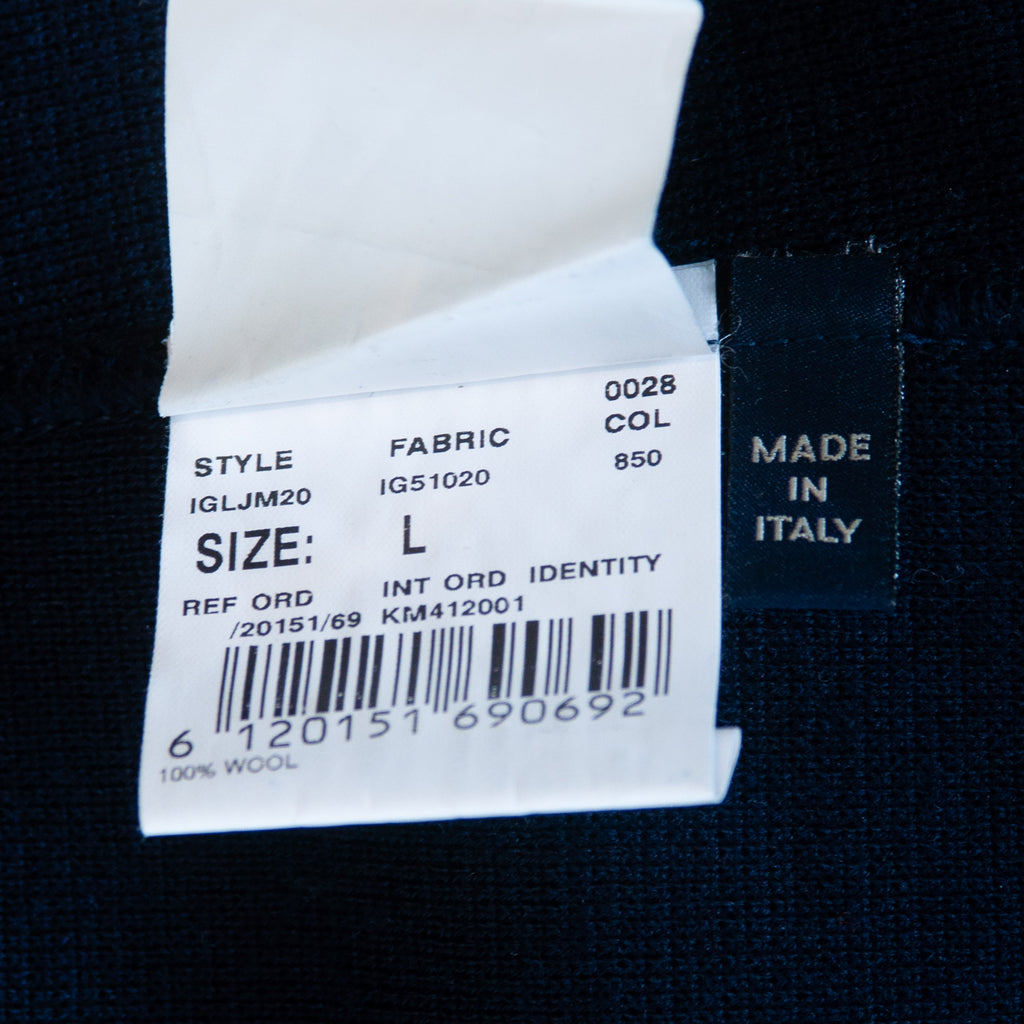 0028
STYLE FABRIC COL
IGLJM20 IG51020 850
SIZE: L
REF ORD INT ORD IDENTITY
/20151/69 KM412001
6 120151 690692
100% WOOL
MADE
IN
ITALY